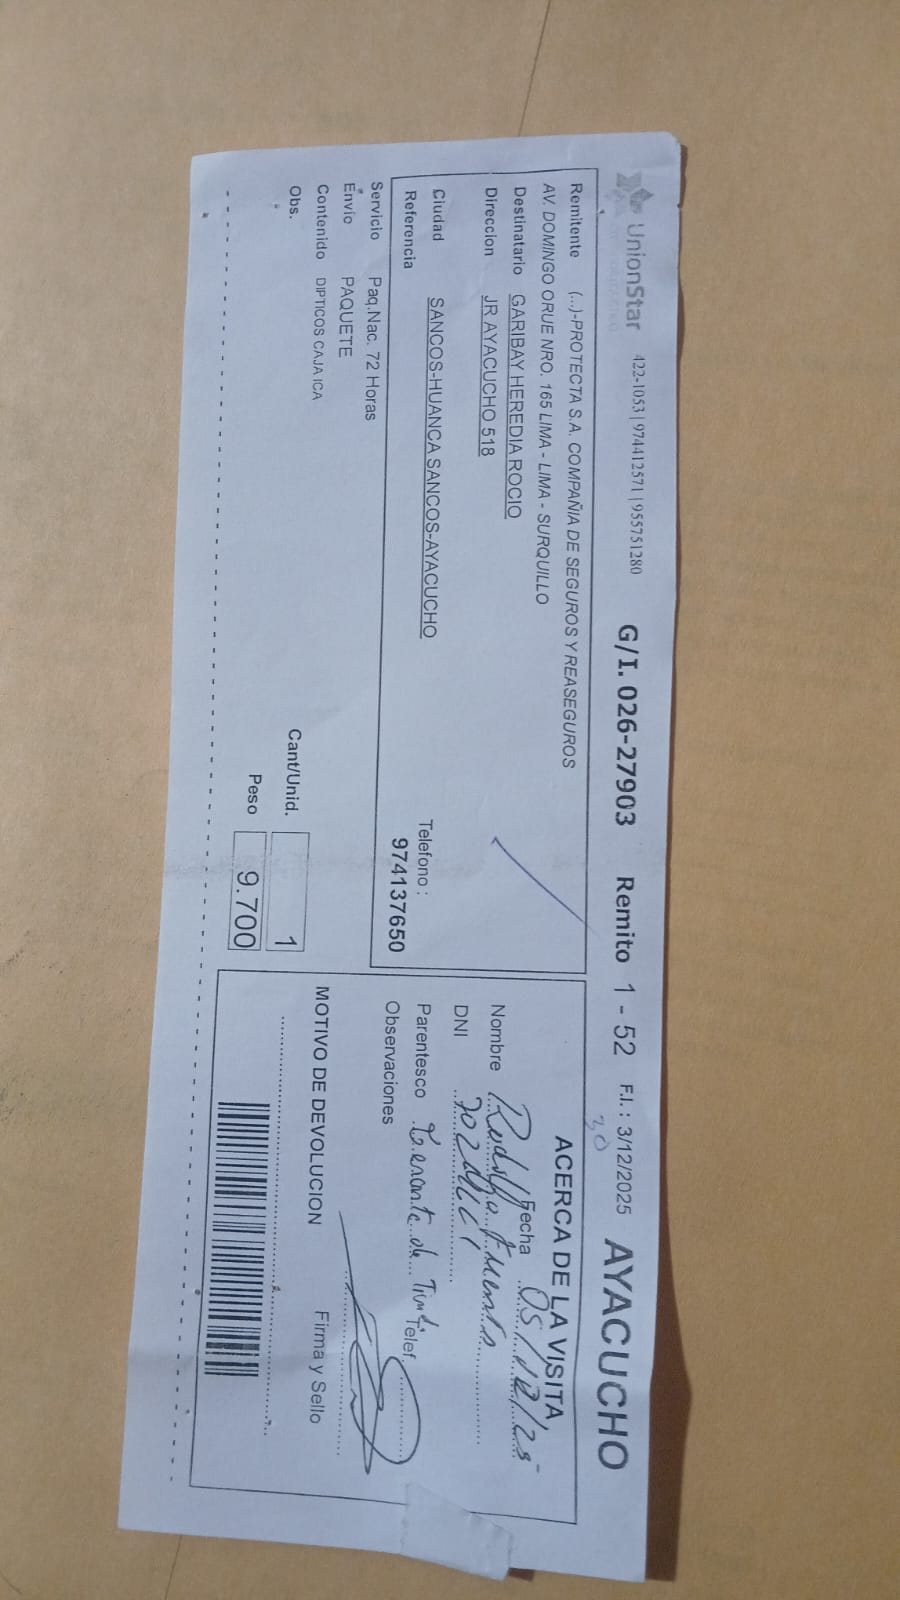 UnionStar 422-1053 | 974412571 | 955751280 G/I. 026-27903 Remito 1 - 52 F.I.: 3/12/2025 AYACUCHO
30
Remitente (...)-PROTECTA S.A. COMPAÑIA DE SEGUROS Y REASEGUROS
AV. DOMINGO ORUE NRO. 165 LIMA - LIMA - SURQUILLO
Destinatario GARIBAY HEREDIA ROCIO
Direccion JR AYACUCHO 518
Ciudad SANCOS-HUANCA SANCOS-AYACUCHO
Telefono :
Referencia 974137650
Servicio Paq.Nac. 72 Horas
Envío PAQUETE
Contenido DIPTICOS CAJA ICA
Obs.
Cant/Unid. 1
Peso 9.700
ACERCA DE LA VISITA
Fecha 05/12/25
Nombre Rodolfo
DNI
Parentesco de Telef
Observaciones
MOTIVO DE DEVOLUCION Firma y Sello